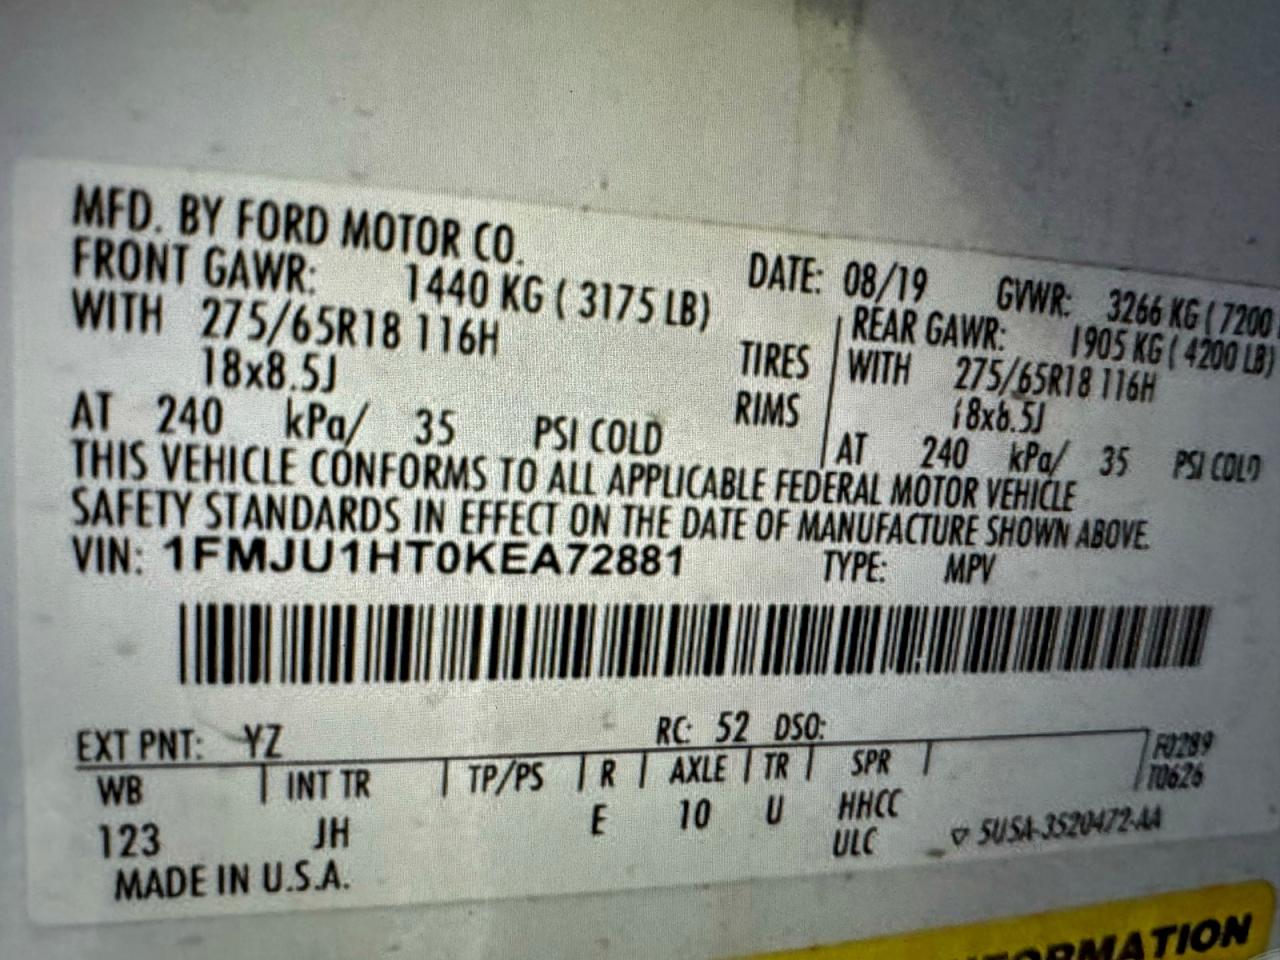 MFD. BY FORD MOTOR CO.
DATE: 08/19 GVWR: 3266 KG ( 7200
FRONT GAWR: 1440 KG ( 3175 LB)
REAR GAWR: 1905 KG ( 4200 LB)
WITH 275/65R18 116H TIRES WITH 275/65R18 116H
18x8.5J RIMS 18x8.5J
AT 240 kPa/ 35 PSI COLD AT 240 kPa/ 35 PSI COLD
THIS VEHICLE CONFORMS TO ALL APPLICABLE FEDERAL MOTOR VEHICLE
SAFETY STANDARDS IN EFFECT ON THE DATE OF MANUFACTURE SHOWN ABOVE.
VIN: 1FMJU1HT0KEA72881 TYPE: MPV
EXT PNT: YZ RC: 52 DSO:
WB INT TR TP/PS R AXLE TR SPR F0289
T0626
123 JH E 10 U HHCC
ULC ▽ 5USA-3520472-AA
MADE IN U.S.A.